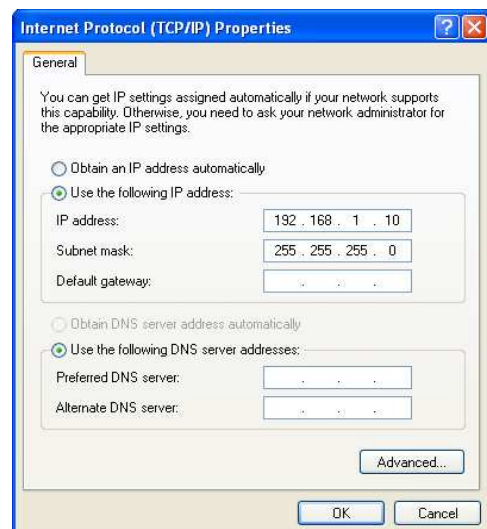 Internet Protocol (TCP/IP) Properties
General
You can get IP settings assigned automatically if your network supports
this capability. Otherwise, you need to ask your network administrator for
the appropriate IP settings.
Obtain an IP address automatically
Use the following IP address:
IP address: 192 . 168 . 1 . 10
Subnet mask: 255 . 255 . 255 . 0
Default gateway: . . .
Obtain DNS server address automatically
Use the following DNS server addresses:
Preferred DNS server: . . .
Alternate DNS server: . . .
Advanced...
OK Cancel